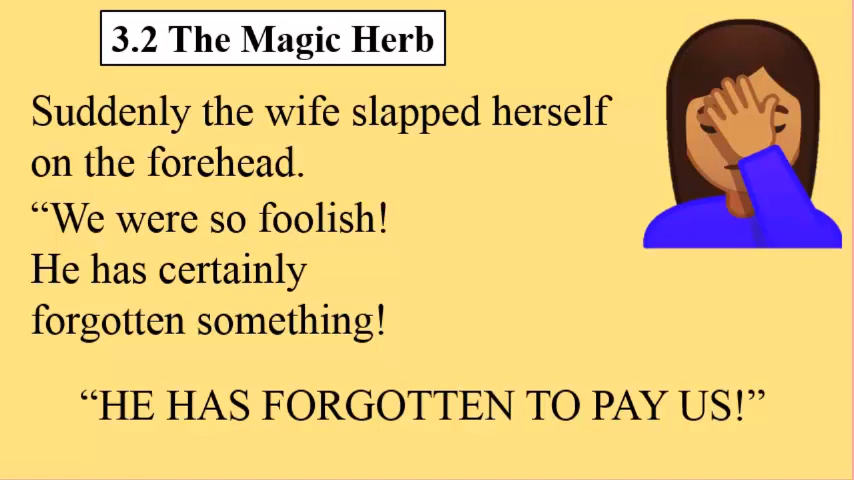 3.2 The Magic Herb
Suddenly the wife slapped herself
on the forehead.
“We were so foolish!
He has certainly
forgotten something!
“HE HAS FORGOTTEN TO PAY US!”